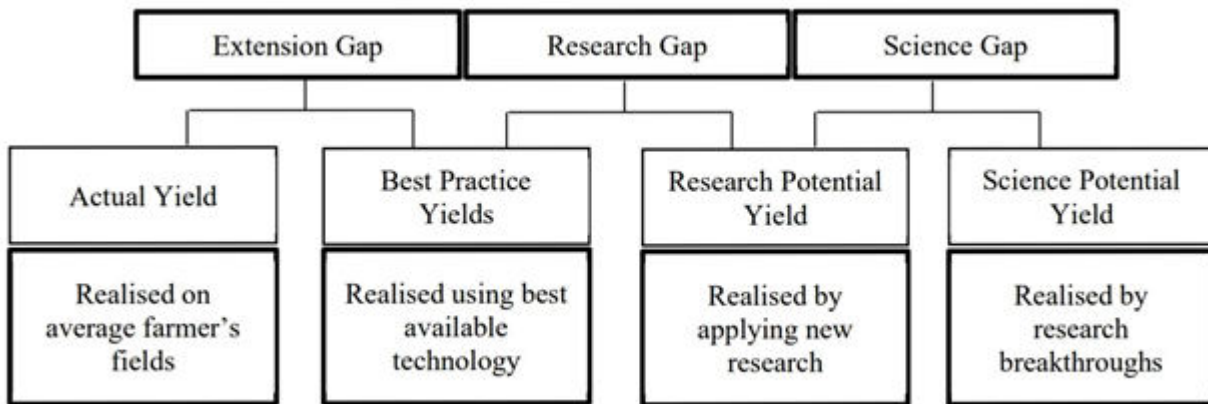 Extension Gap
Research Gap
Science Gap
Actual Yield
Best Practice
Yields
Research Potential
Yield
Science Potential
Yield
Realised on
average farmer's
fields
Realised using best
available
technology
Realised by
applying new
research
Realised by
research
breakthroughs